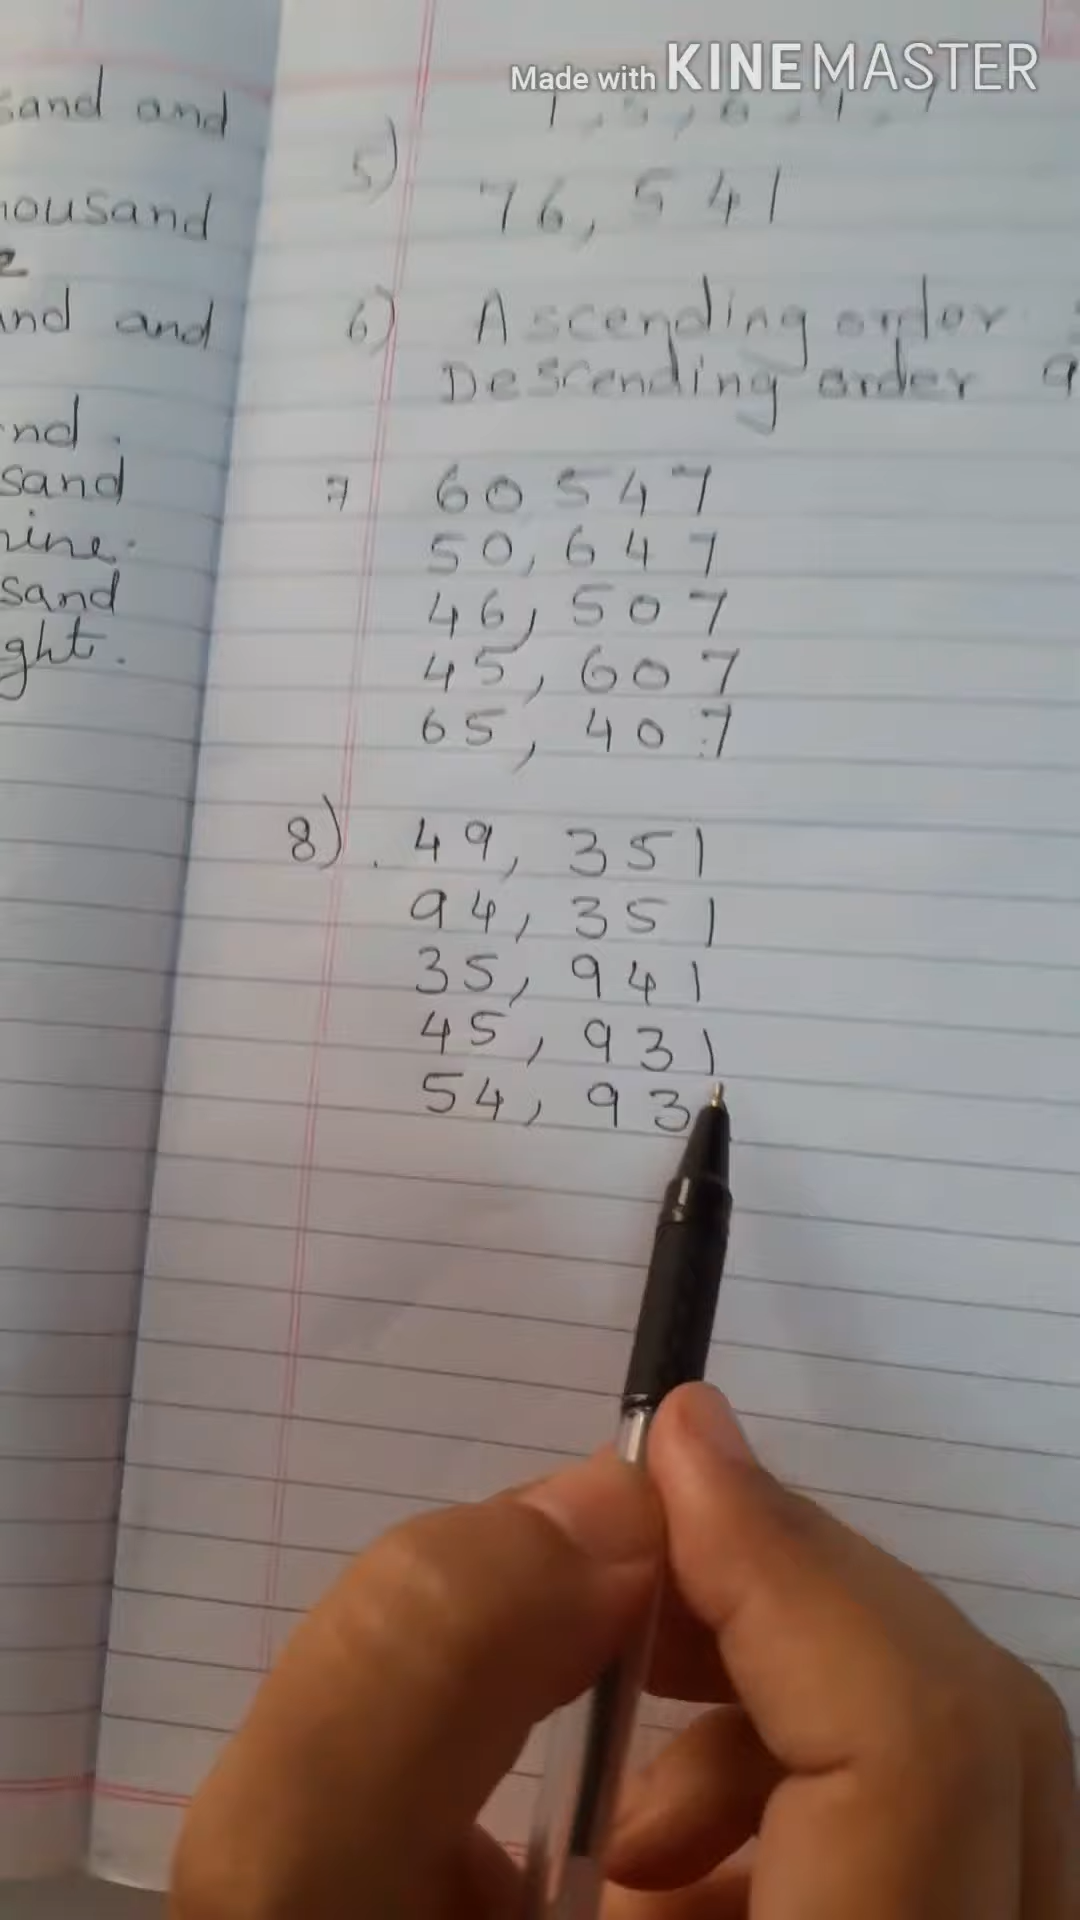 Made with KINEMASTER
sand and
housand
and and
nd.
sand
nine.
sand
ght.
5)
76, 541
6) Ascending order
Descending order 9
7 60547
50,647
46,507
45,607
65,407
8) 49,351
94,351
35,941
45,931
54,93